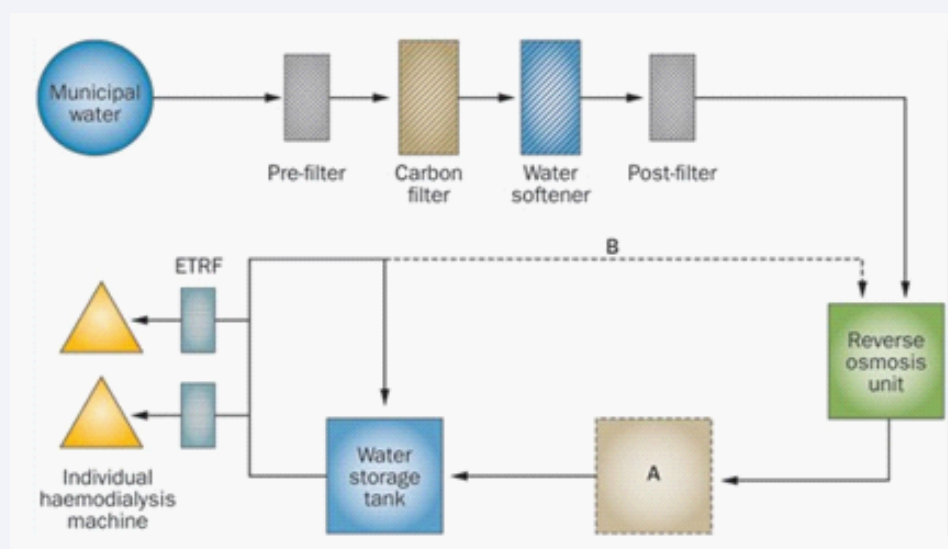 Municipal
water
Pre-filter
Carbon
filter
Water
softener
Post-filter
B
ETRF
Reverse
osmosis
unit
Water
storage
tank
A
Individual
haemodialysis
machine